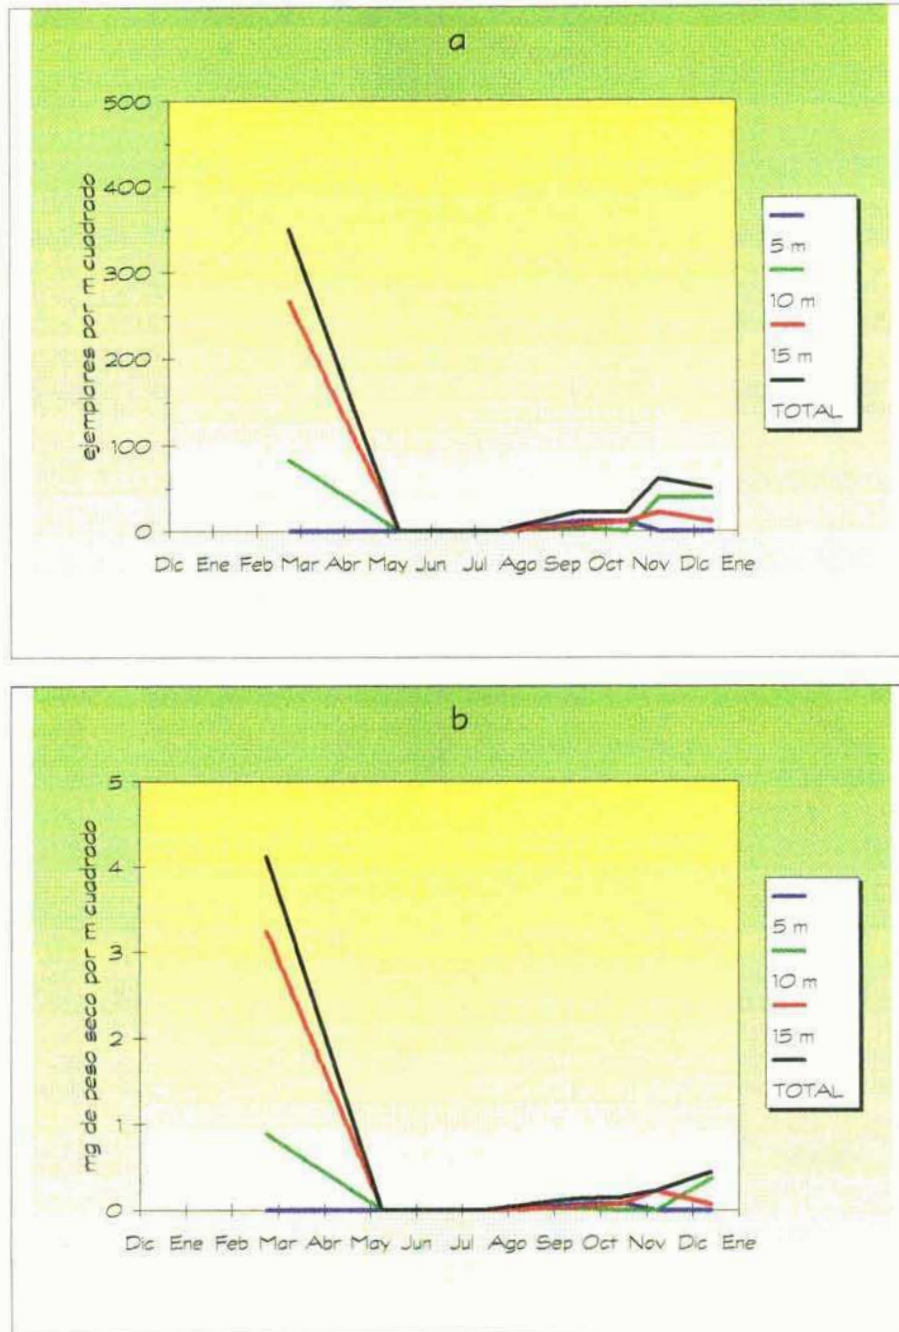 a
ejemplares por m cuadrado
500
400
300
200
100
0
Dic Ene Feb Mar Abr May Jun Jul Ago Sep Oct Nov Dic Ene
5 m
10 m
15 m
TOTAL
b
mg de peso seco por m cuadrado
5
4
3
2
1
0
Dic Ene Feb Mar Abr May Jun Jul Ago Sep Oct Nov Dic Ene
5 m
10 m
15 m
TOTAL